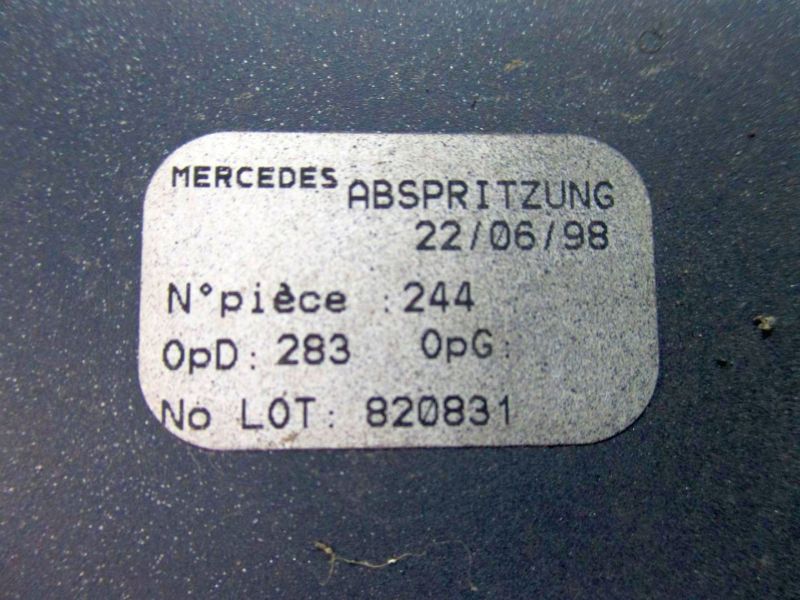 MERCEDES ABSPRITZUNG
22/06/98
N°pièce :244
OpD: 283 OpG:
No LOT: 820831